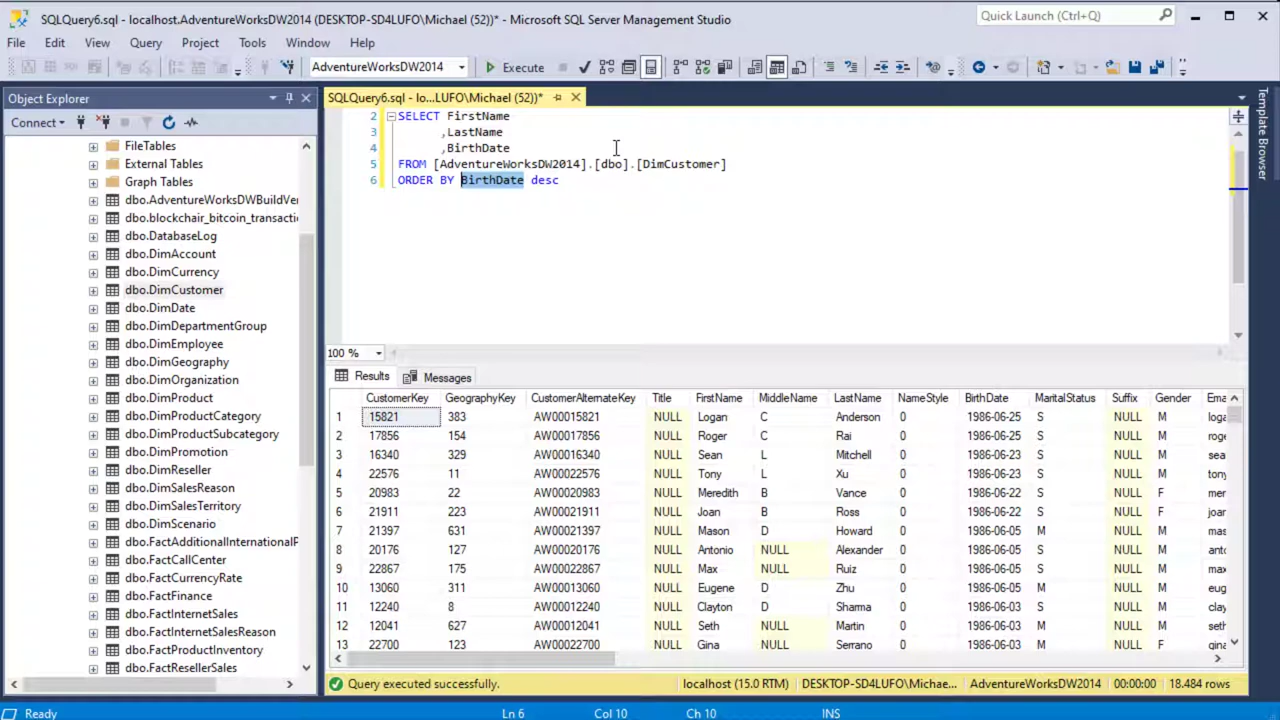 SQLQuery6.sql - localhost.AdventureWorksDW2014 (DESKTOP-SD4LUFO\Michael (52))* - Microsoft SQL Server Management Studio
Quick Launch (Ctrl+Q)
File Edit View Query Project Tools Window Help
AdventureWorksDW2014 Execute
Object Explorer
Connect
FileTables
External Tables
Graph Tables
dbo.AdventureWorksDWBuildVer
dbo.blockchair_bitcoin_transacti
dbo.DatabaseLog
dbo.DimAccount
dbo.DimCurrency
dbo.DimCustomer
dbo.DimDate
dbo.DimDepartmentGroup
dbo.DimEmployee
dbo.DimGeography
dbo.DimOrganization
dbo.DimProduct
dbo.DimProductCategory
dbo.DimProductSubcategory
dbo.DimPromotion
dbo.DimReseller
dbo.DimSalesReason
dbo.DimSalesTerritory
dbo.DimScenario
dbo.FactAdditionalInternationalP
dbo.FactCallCenter
dbo.FactCurrencyRate
dbo.FactFinance
dbo.FactInternetSales
dbo.FactInternetSalesReason
dbo.FactProductInventory
dbo.FactResellerSales
SQLQuery6.sql - lo...LUFO\Michael (52))*
2 SELECT FirstName
3 ,LastName
4 ,BirthDate
5 FROM [AdventureWorksDW2014].[dbo].[DimCustomer]
6 ORDER BY BirthDate desc
Template Browser
100 %
Results Messages
CustomerKey GeographyKey CustomerAlternateKey Title FirstName MiddleName LastName NameStyle BirthDate MaritalStatus Suffix Gender Ema
1 15821 383 AW00015821 NULL Logan C Anderson 0 1986-06-25 S NULL M loga
2 17856 154 AW00017856 NULL Roger C Rai 0 1986-06-25 S NULL M roge
3 16340 329 AW00016340 NULL Sean L Mitchell 0 1986-06-23 S NULL M sea
4 22576 11 AW00022576 NULL Tony L Xu 0 1986-06-23 S NULL M tony
5 20983 22 AW00020983 NULL Meredith B Vance 0 1986-06-22 S NULL F mer
6 21911 223 AW00021911 NULL Joan B Ross 0 1986-06-22 S NULL F joar
7 21397 631 AW00021397 NULL Mason D Howard 0 1986-06-05 M NULL M mas
8 20176 127 AW00020176 NULL Antonio NULL Alexander 0 1986-06-05 S NULL M anto
9 22867 175 AW00022867 NULL Max NULL Ruiz 0 1986-06-05 S NULL M max
10 13060 311 AW00013060 NULL Eugene D Zhu 0 1986-06-05 M NULL M eug
11 12240 8 AW00012240 NULL Clayton D Sharma 0 1986-06-03 S NULL M clay
12 12041 627 AW00012041 NULL Seth NULL Martin 0 1986-06-03 M NULL M seth
13 22700 123 AW00022700 NULL Gina NULL Serrano 0 1986-06-03 M NULL F gina
Query executed successfully. localhost (15.0 RTM) DESKTOP-SD4LUFO\Michae... AdventureWorksDW2014 00:00:00 18.484 rows
Ready Ln 6 Col 10 Ch 10 INS